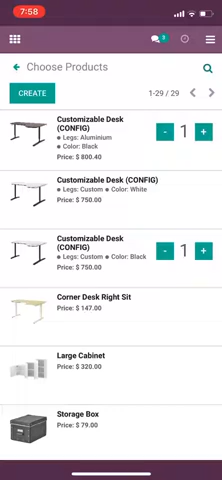 7:58
3
Choose Products
CREATE
1-29 / 29
Customizable Desk
(CONFIG)
● Legs: Aluminium
● Color: Black
Price: $ 800.40
- 1 +
Customizable Desk (CONFIG)
● Legs: Custom ● Color: White
Price: $ 750.00
Customizable Desk
(CONFIG)
● Legs: Custom ● Color: Black
Price: $ 750.00
- 1 +
Corner Desk Right Sit
Price: $ 147.00
Large Cabinet
Price: $ 320.00
Storage Box
Price: $ 79.00